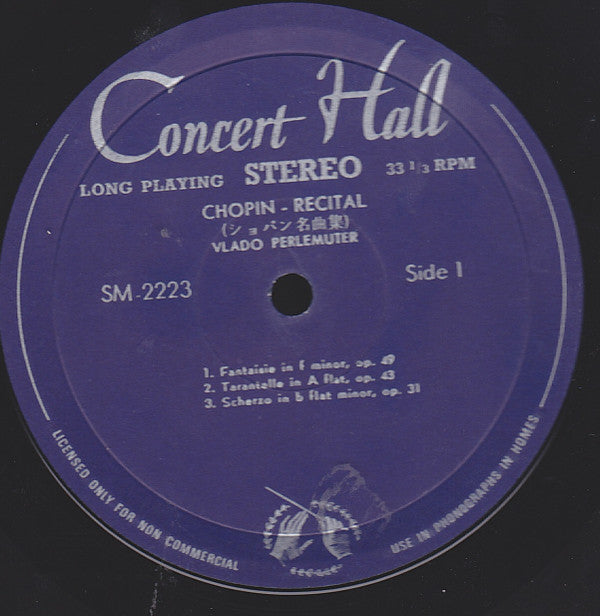 Concert Hall
LONG PLAYING STEREO 33 1/3 RPM
CHOPIN - RECITAL
(ショパン名曲集)
VLADO PERLEMUTER
SM-2223
Side 1
1. Fantaisie in f minor, op. 49
2. Tarantelle in A flat, op. 43
3. Scherzo in b flat minor, op. 31
LICENSED ONLY FOR NON COMMERCIAL
USE IN PHONOGRAPHS IN HOMES